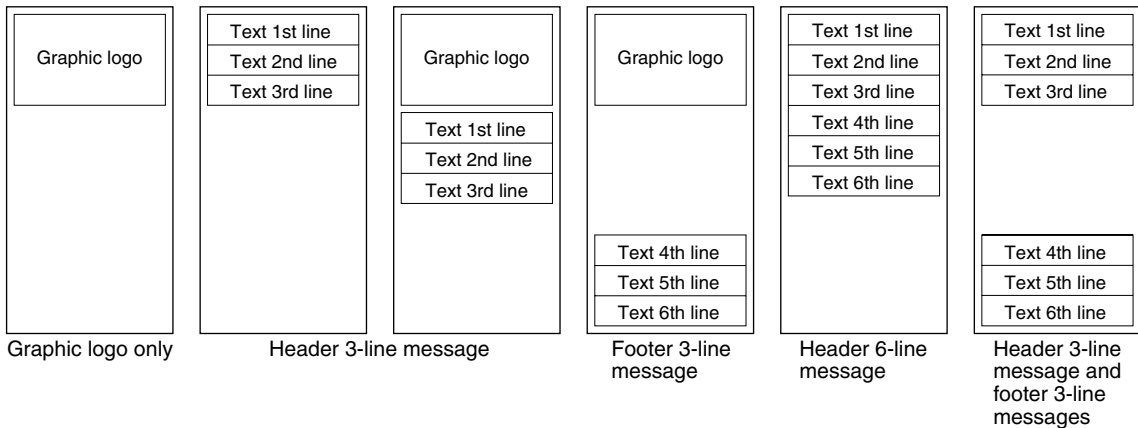 Graphic logo
Graphic logo only
Text 1st line
Text 2nd line
Text 3rd line
Graphic logo
Text 1st line
Text 2nd line
Text 3rd line
Header 3-line message
Graphic logo
Text 4th line
Text 5th line
Text 6th line
Footer 3-line
message
Text 1st line
Text 2nd line
Text 3rd line
Text 4th line
Text 5th line
Text 6th line
Header 6-line
message
Text 1st line
Text 2nd line
Text 3rd line
Text 4th line
Text 5th line
Text 6th line
Header 3-line
message and
footer 3-line
messages